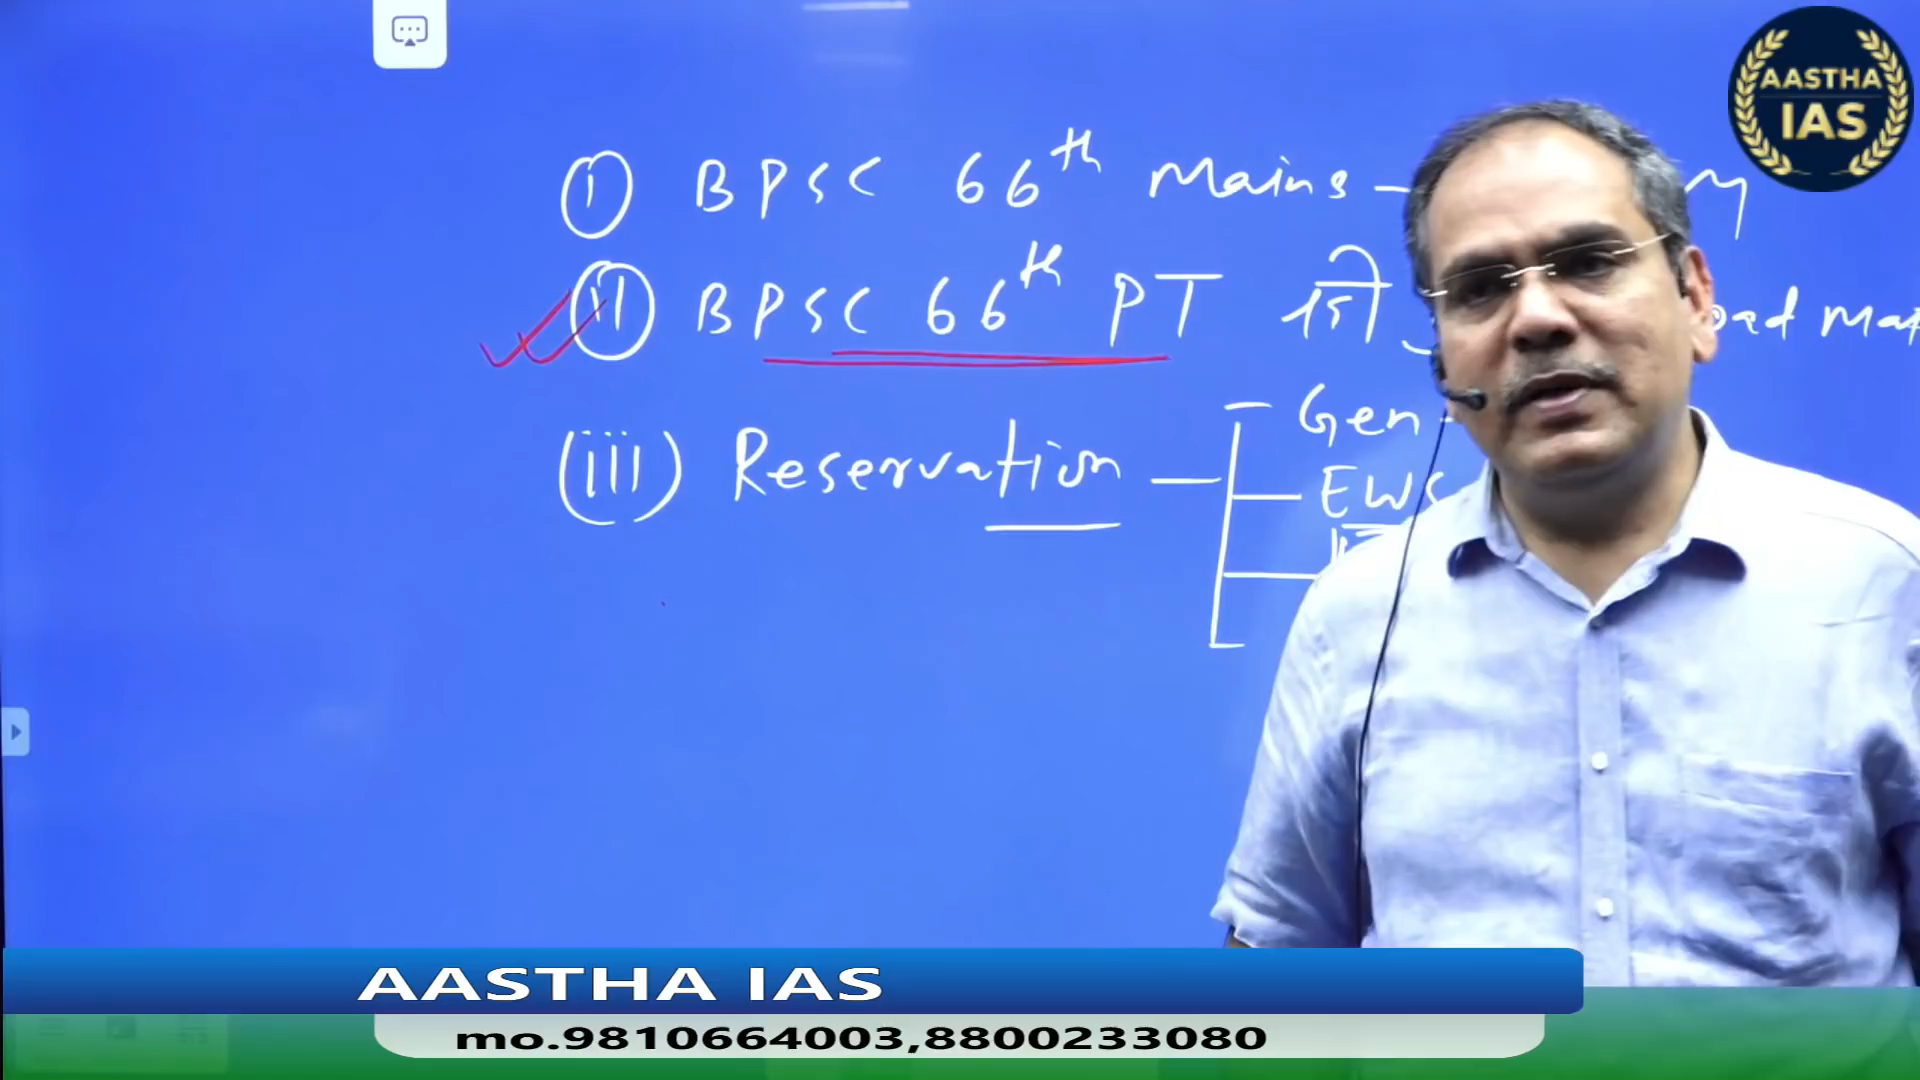 AASTHA
IAS
(i) BPSC 66th Mains -
(ii) BPSC 66th PT की
(iii) Reservation - Gen
EWS
AASTHA IAS
mo.9810664003,8800233080